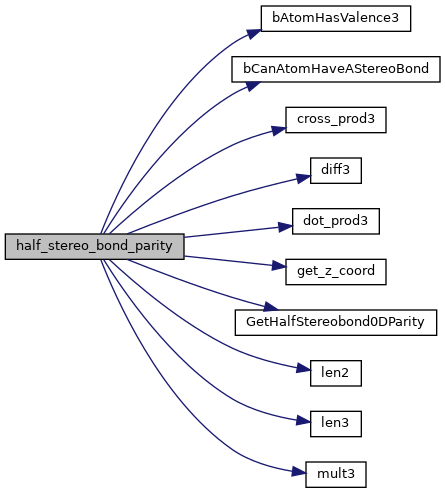 bAtomHasValence3
bCanAtomHaveAStereoBond
cross_prod3
diff3
dot_prod3
half_stereo_bond_parity
get_z_coord
GetHalfStereobond0DParity
len2
len3
mult3